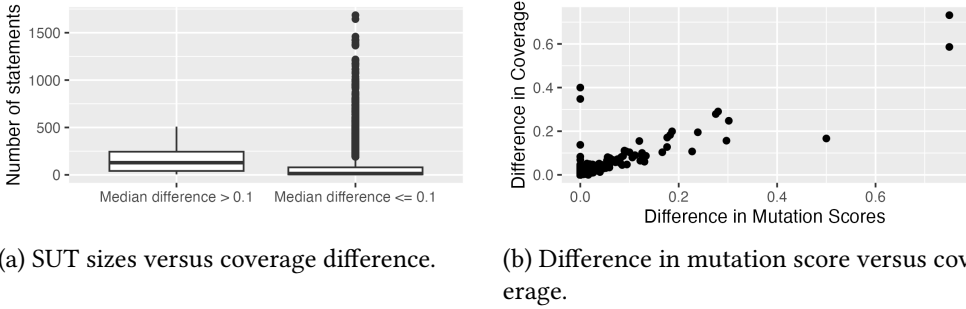 Number of statements
1500
1000
500
0
Median difference > 0.1 Median difference <= 0.1
(a) SUT sizes versus coverage difference.
Difference in Coverage
0.6
0.4
0.2
0.0
0.0 0.2 0.4 0.6
Difference in Mutation Scores
(b) Difference in mutation score versus cov
erage.